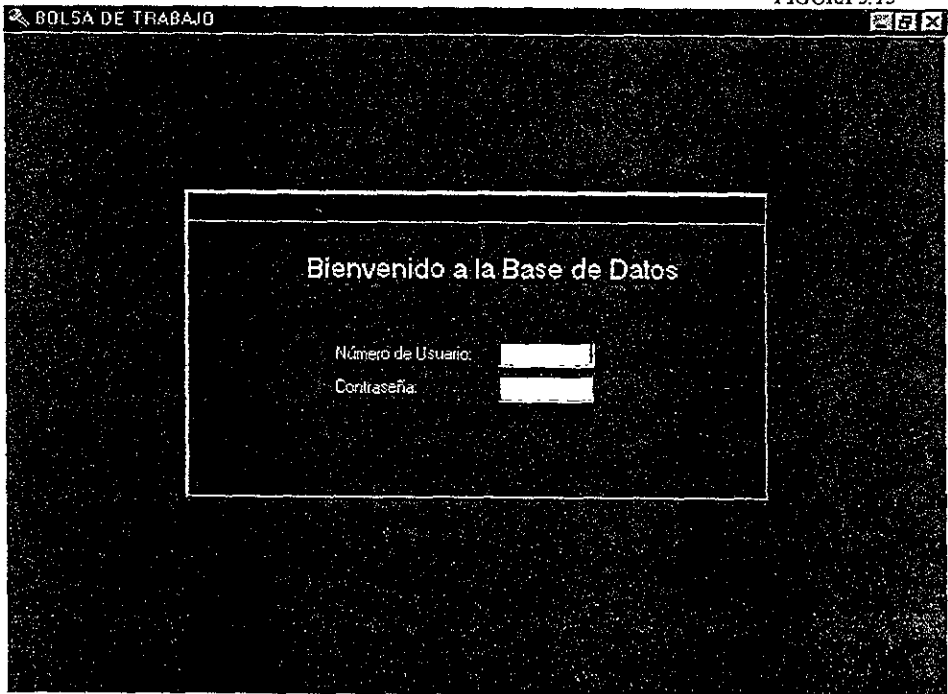 BOLSA DE TRABAJO
Bienvenido a la Base de Datos
Número de Usuario:
Contraseña: